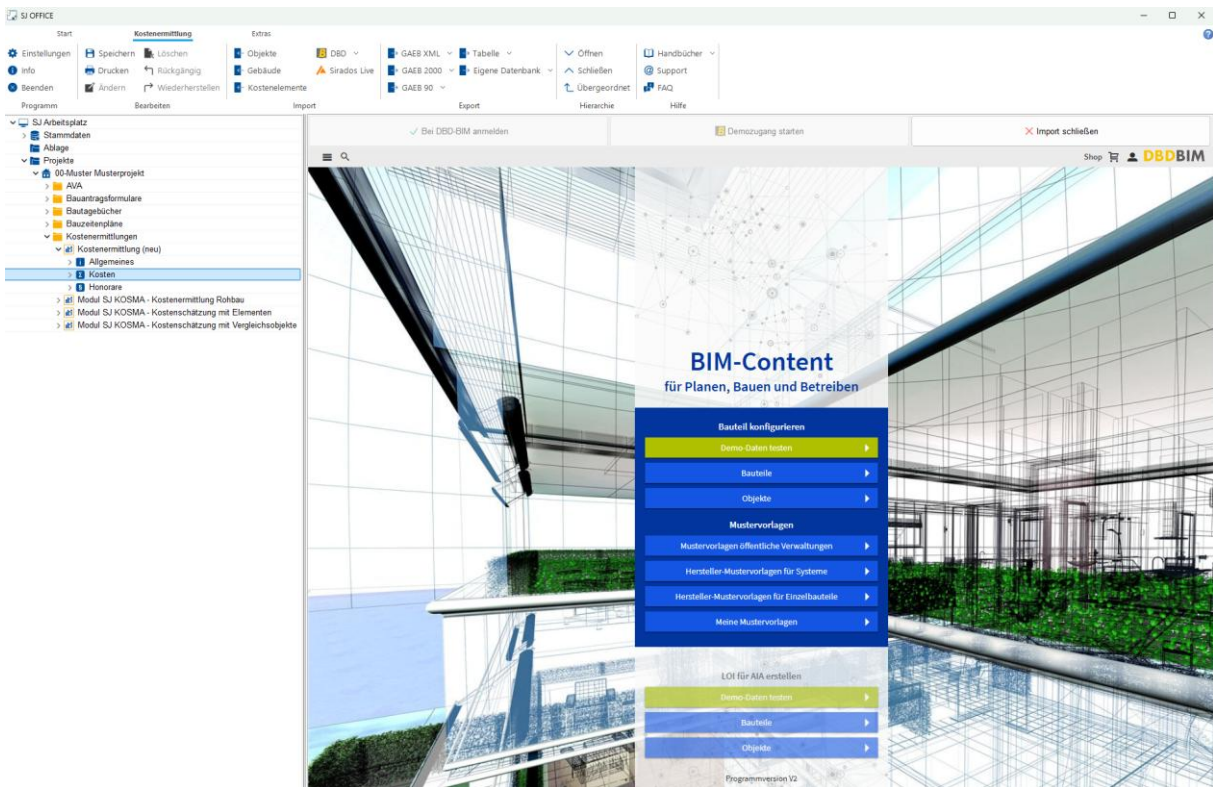 SJ OFFICE
Start Kostenermittlung Extras
Einstellungen Speichern Löschen Objekte DBD GAEB XML Tabelle Öffnen Handbücher
Info Drucken Rückgängig Gebäude Sirados Live GAEB 2000 Eigene Datenbank Schließen Support
Beenden Ändern Wiederherstellen Kostenelemente GAEB 90 Übergeordnet FAQ
Programm Bearbeiten Import Export Hierarchie Hilfe
SJ Arbeitsplatz
Stammdaten
Ablage
Projekte
00-Muster Musterprojekt
AVA
Bauantragsformulare
Bautagebücher
Bauzeitenpläne
Kostenermittlungen
Kostenermittlung (neu)
Allgemeines
Kosten
Honorare
Modul SJ KOSMA - Kostenermittlung Rohbau
Modul SJ KOSMA - Kostenschätzung mit Elementen
Modul SJ KOSMA - Kostenschätzung mit Vergleichsobjekte
Bei DBD-BIM anmelden Demozugang starten Import schließen
Shop DBDBIM
BIM-Content
für Planen, Bauen und Betreiben
Bauteil konfigurieren
Demo-Daten testen
Bauteile
Objekte
Mustervorlagen
Mustervorlagen öffentliche Verwaltungen
Hersteller-Mustervorlagen für Systeme
Hersteller-Mustervorlagen für Einzelbauteile
Meine Mustervorlagen
LOI für AIA erstellen
Demo-Daten testen
Bauteile
Objekte
Programmversion V2